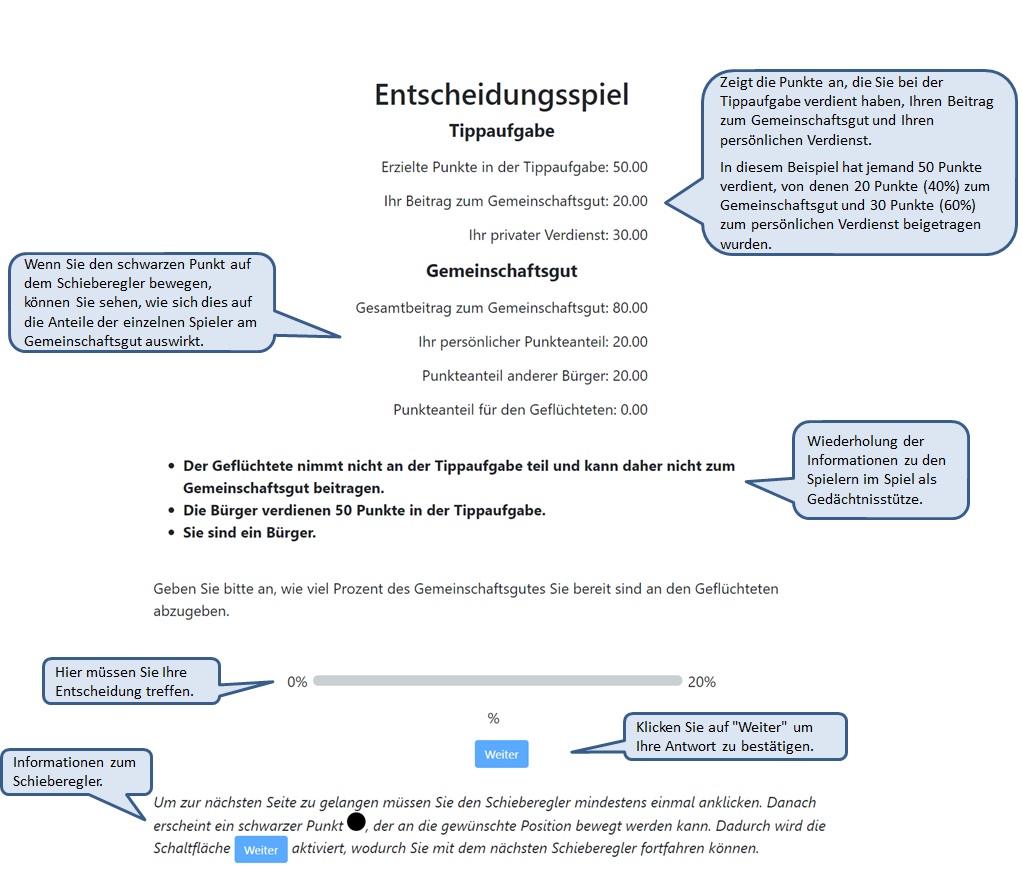 Entscheidungsspiel
Tippaufgabe
Erzielte Punkte in der Tippaufgabe: 50.00
Ihr Beitrag zum Gemeinschaftsgut: 20.00
Ihr privater Verdienst: 30.00
Zeigt die Punkte an, die Sie bei der
Tippaufgabe verdient haben, Ihren Beitrag
zum Gemeinschaftsgut und Ihren
persönlichen Verdienst.
In diesem Beispiel hat jemand 50 Punkte
verdient, von denen 20 Punkte (40%) zum
Gemeinschaftsgut und 30 Punkte (60%)
zum persönlichen Verdienst beigetragen
wurden.
Wenn Sie den schwarzen Punkt auf
dem Schieberegler bewegen,
können Sie sehen, wie sich dies auf
die Anteile der einzelnen Spieler am
Gemeinschaftsgut auswirkt.
Gemeinschaftsgut
Gesamtbeitrag zum Gemeinschaftsgut: 80.00
Ihr persönlicher Punkteanteil: 20.00
Punkteanteil anderer Bürger: 20.00
Punkteanteil für den Geflüchteten: 0.00
Wiederholung der
Informationen zu den
Spielern im Spiel als
Gedächtnisstütze.
• Der Geflüchtete nimmt nicht an der Tippaufgabe teil und kann daher nicht zum
Gemeinschaftsgut beitragen.
• Die Bürger verdienen 50 Punkte in der Tippaufgabe.
• Sie sind ein Bürger.
Geben Sie bitte an, wie viel Prozent des Gemeinschaftsgutes Sie bereit sind an den Geflüchteten
abzugeben.
Hier müssen Sie Ihre
Entscheidung treffen.
0% 20%
%
Weiter
Klicken Sie auf "Weiter" um
Ihre Antwort zu bestätigen.
Informationen zum
Schieberegler.
Um zur nächsten Seite zu gelangen müssen Sie den Schieberegler mindestens einmal anklicken. Danach
erscheint ein schwarzer Punkt , der an die gewünschte Position bewegt werden kann. Dadurch wird die
Schaltfläche Weiter aktiviert, wodurch Sie mit dem nächsten Schieberegler fortfahren können.